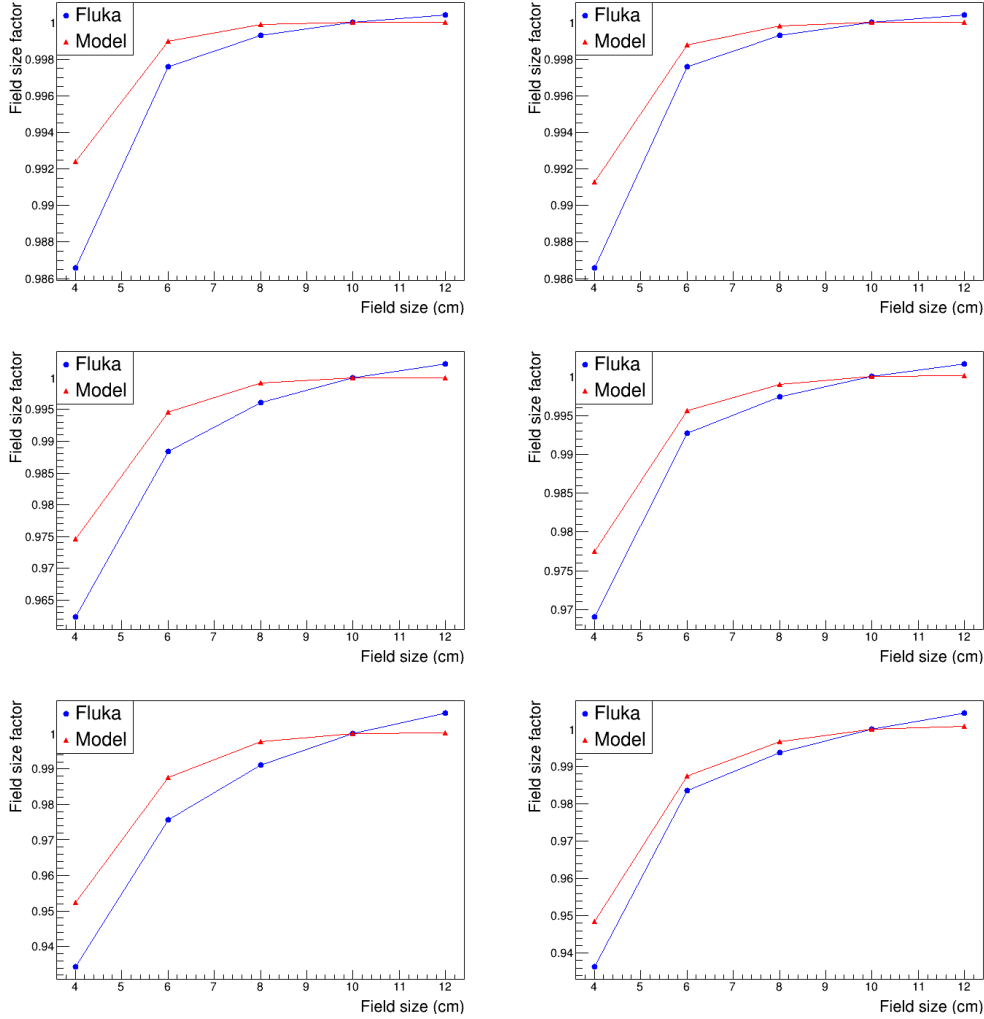 Field size factor
Fluka
Model
1
0.998
0.996
0.994
0.992
0.99
0.988
0.986
4 5 6 7 8 9 10 11 12
Field size (cm)
Field size factor
Fluka
Model
1
0.998
0.996
0.994
0.992
0.99
0.988
0.986
4 5 6 7 8 9 10 11 12
Field size (cm)
Field size factor
Fluka
Model
1
0.995
0.99
0.985
0.98
0.975
0.97
0.965
4 5 6 7 8 9 10 11 12
Field size (cm)
Field size factor
Fluka
Model
1
0.995
0.99
0.985
0.98
0.975
0.97
4 5 6 7 8 9 10 11 12
Field size (cm)
Field size factor
Fluka
Model
1
0.99
0.98
0.97
0.96
0.95
0.94
4 5 6 7 8 9 10 11 12
Field size (cm)
Field size factor
Fluka
Model
1
0.99
0.98
0.97
0.96
0.95
0.94
4 5 6 7 8 9 10 11 12
Field size (cm)